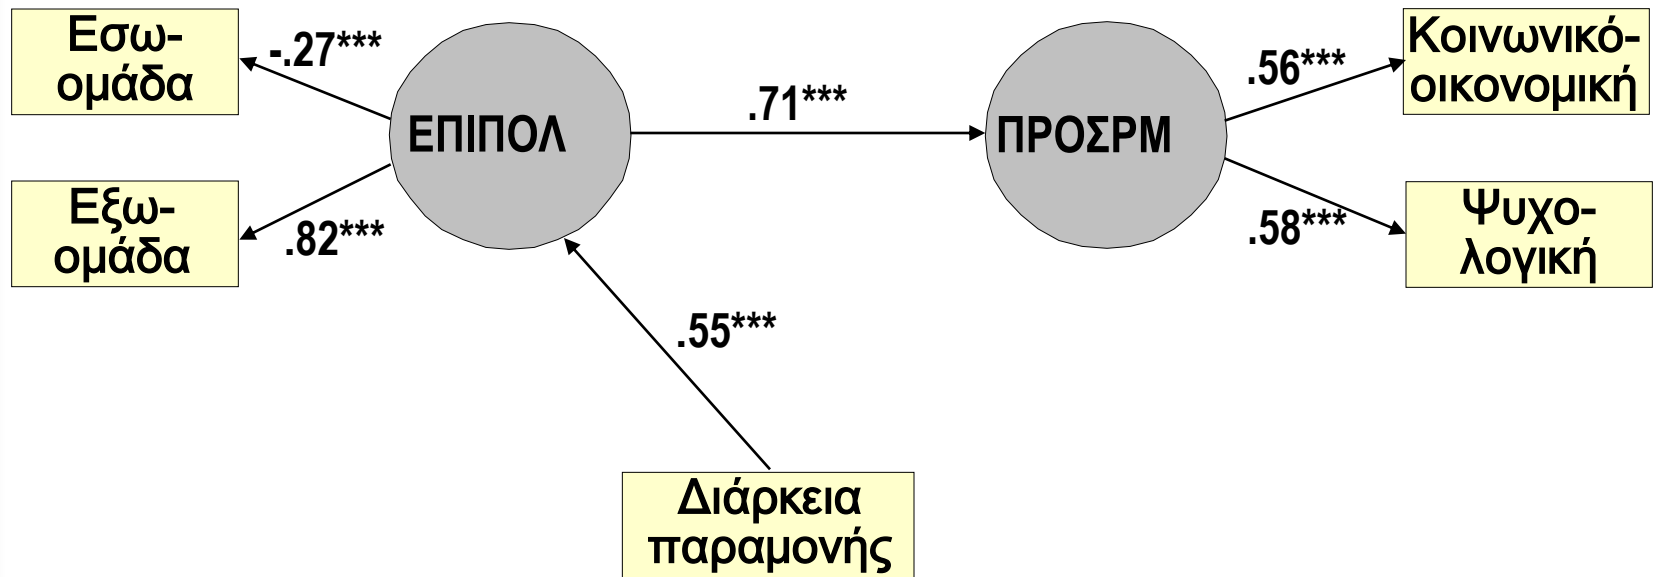 Εσω-
ομάδα
-.27***
ΕΠΙΠΟΛ
.71***
ΠΡΟΣΡΜ
.56***
Κοινωνικό-
οικονομική
Εξω-
ομάδα
.82***
.58***
Ψυχο-
λογική
.55***
Διάρκεια
παραμονής